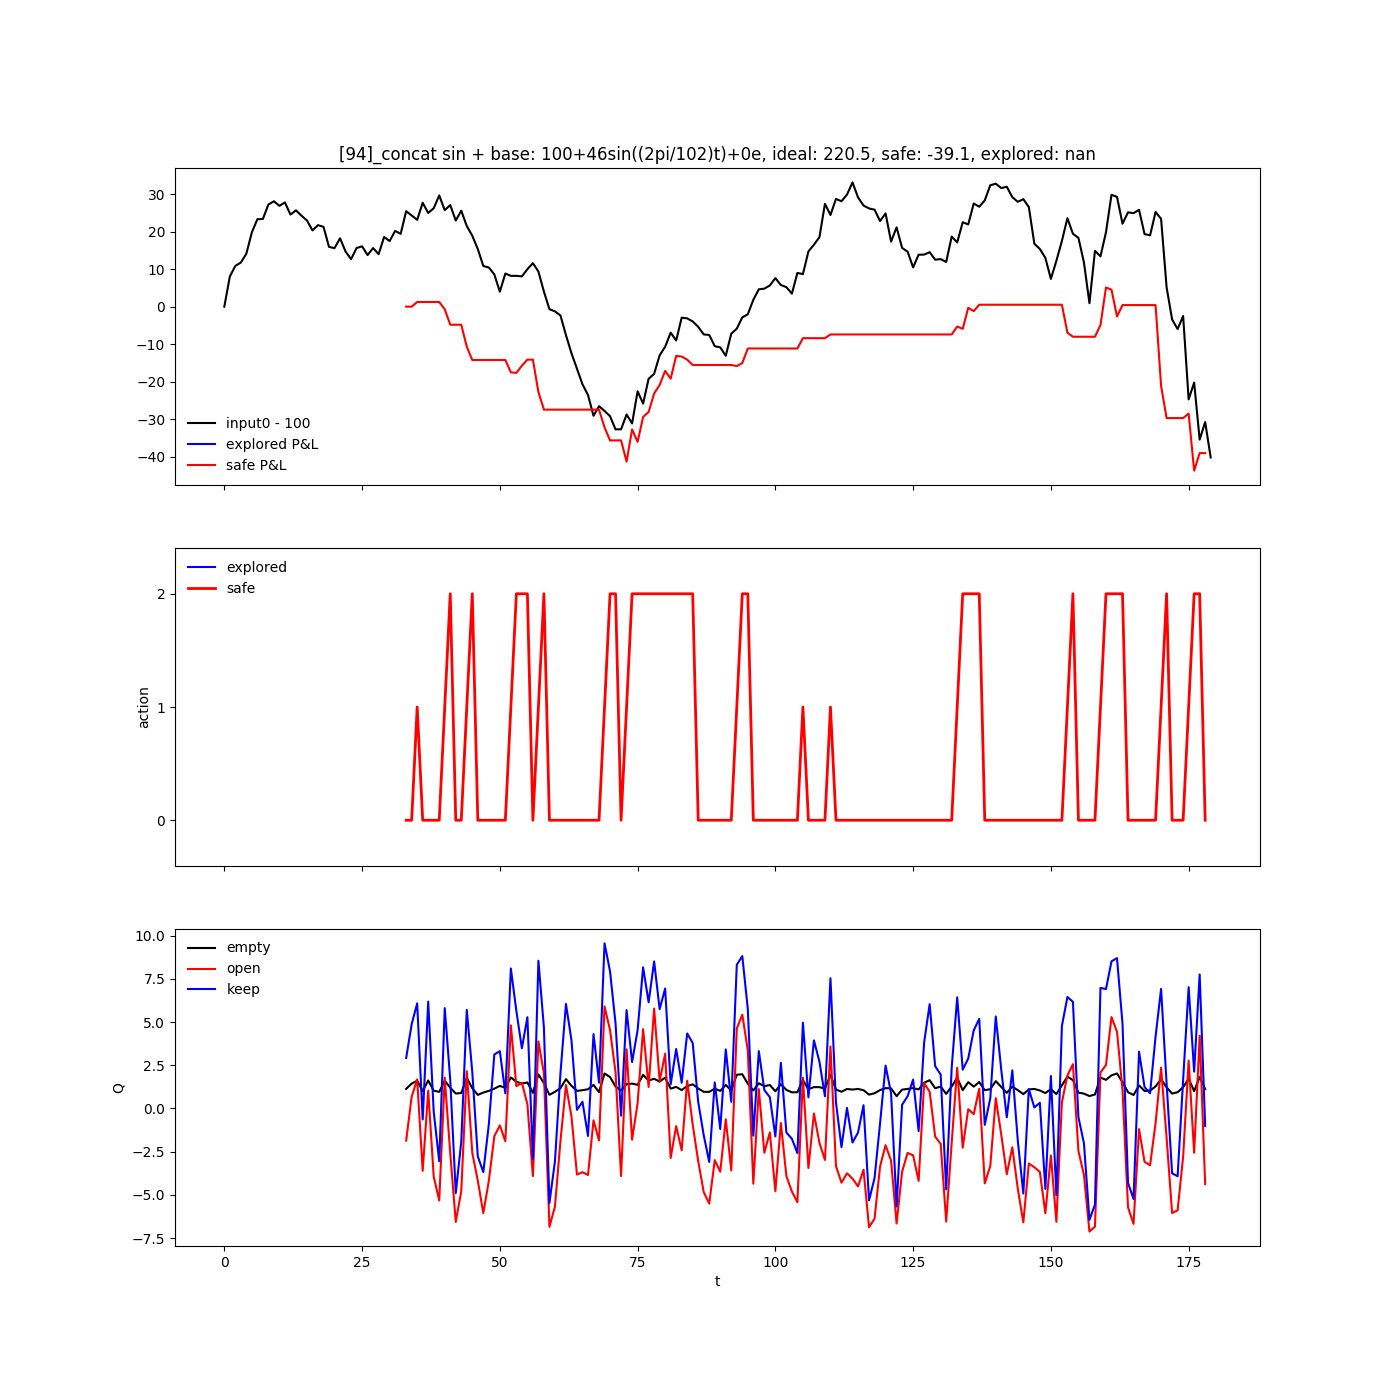 [94]_concat sin + base: 100+46sin((2pi/102)t)+0e, ideal: 220.5, safe: -39.1, explored: nan
30
20
10
0
−10
−20
−30
−40
input0 - 100
explored P&L
safe P&L
action
2
1
0
explored
safe
Q
10.0
7.5
5.0
2.5
0.0
−2.5
−5.0
−7.5
empty
open
keep
0 25 50 75 100 125 150 175
t